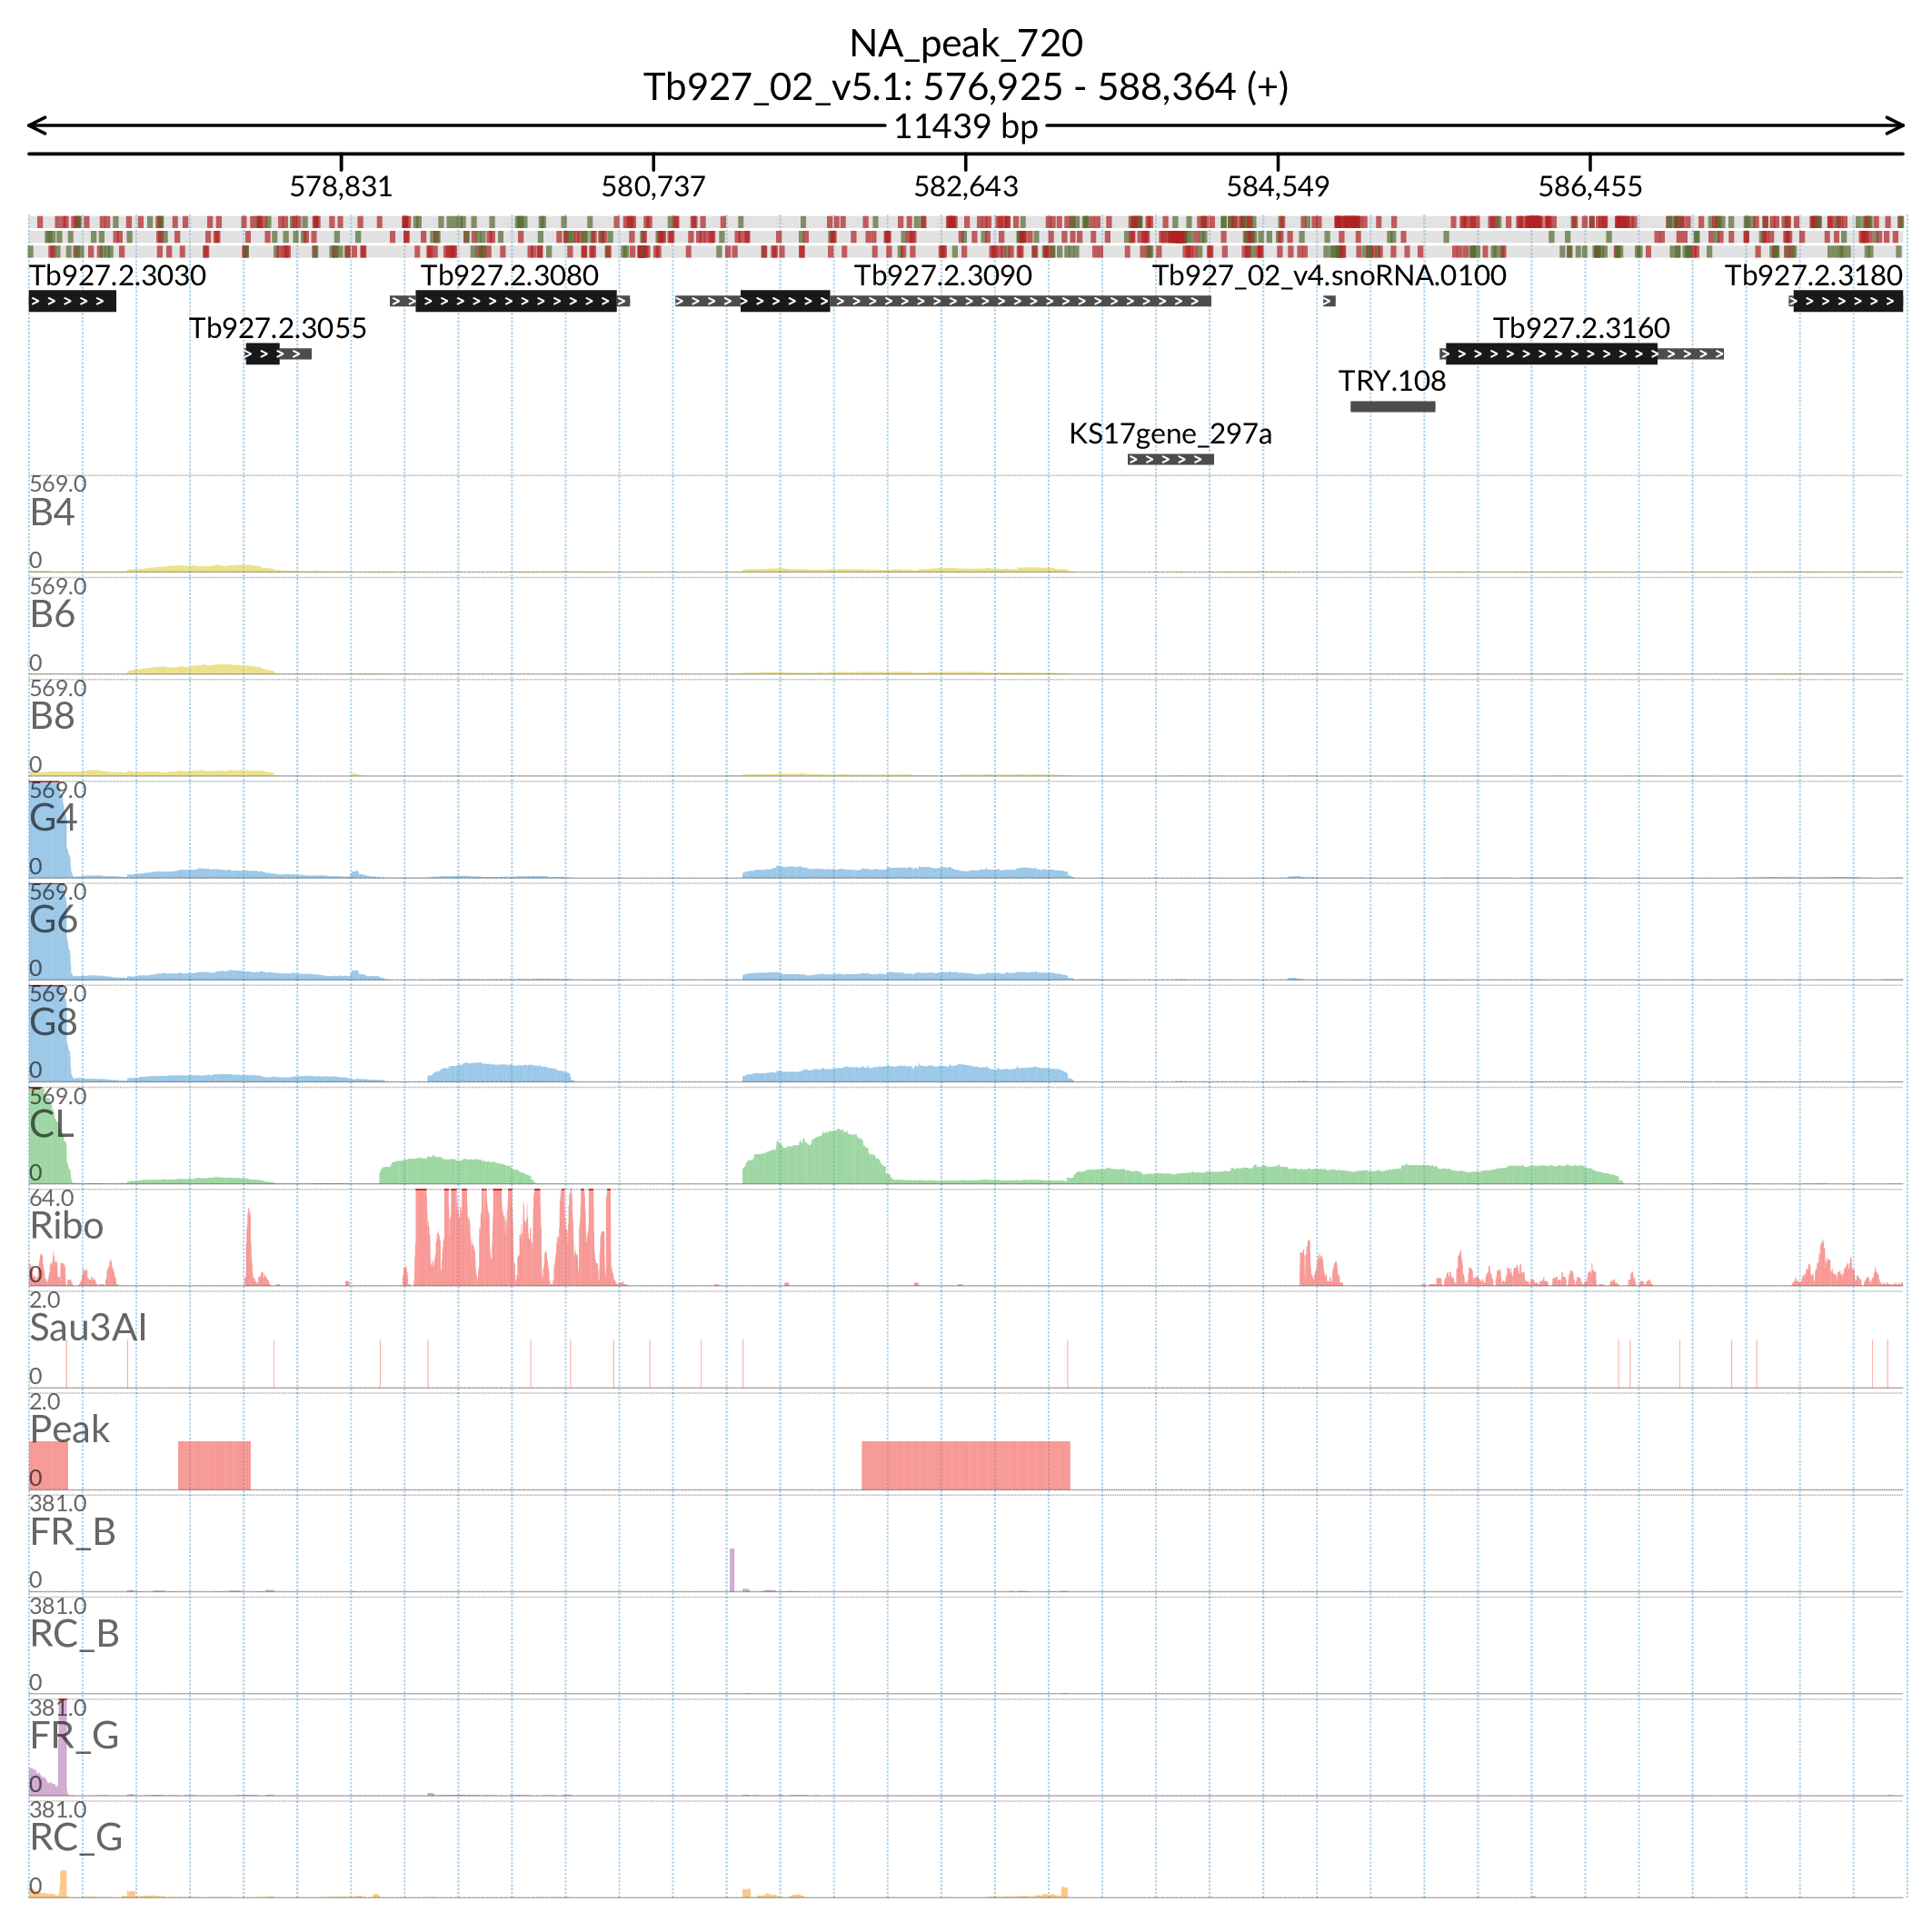 NA_peak_720
Tb927_02_v5.1: 576,925 - 588,364 (+)
11439 bp
578,831 580,737 582,643 584,549 586,455
Tb927.2.3030 Tb927.2.3080 Tb927.2.3090 Tb927_02_v4.snoRNA.0100 Tb927.2.3180
Tb927.2.3055 Tb927.2.3160
TRY.108
KS17gene_297a
569.0
B4
0
569.0
B6
0
569.0
B8
0
569.0
G4
0
569.0
G6
0
569.0
G8
0
569.0
CL
0
64.0
Ribo
0
2.0
Sau3AI
0
2.0
Peak
0
381.0
FR_B
0
381.0
RC_B
0
381.0
FR_G
0
381.0
RC_G
0